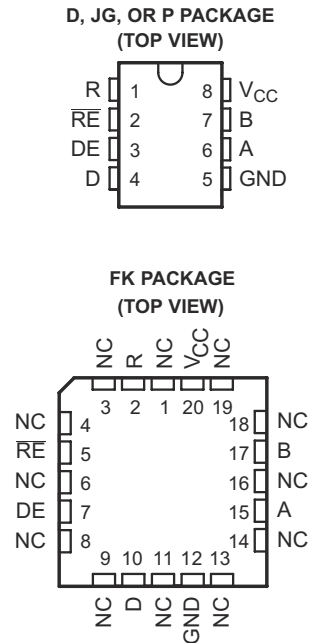 D, JG, OR P PACKAGE
(TOP VIEW)
R 1 8 VCC
R̅E̅ 2 7 B
DE 3 6 A
D 4 5 GND
FK PACKAGE
(TOP VIEW)
NC R NC VCC NC
3 2 1 20 19
NC 4 18 NC
R̅E̅ 5 17 B
NC 6 16 NC
DE 7 15 A
NC 8 14 NC
9 10 11 12 13
NC D NC GND NC